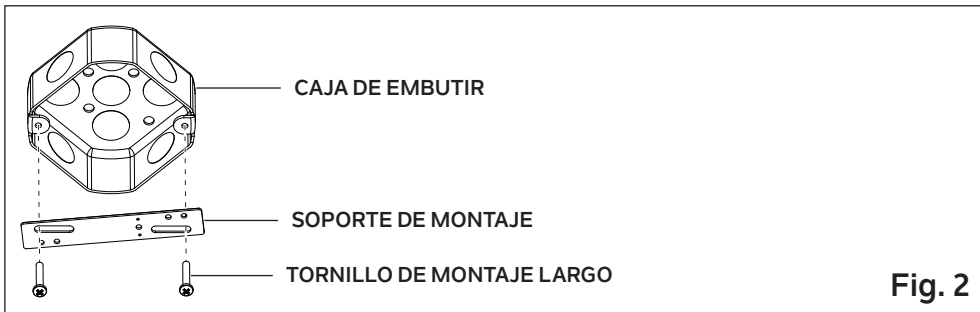 CAJA DE EMBUTIR
SOPORTE DE MONTAJE
TORNILLO DE MONTAJE LARGO
Fig. 2